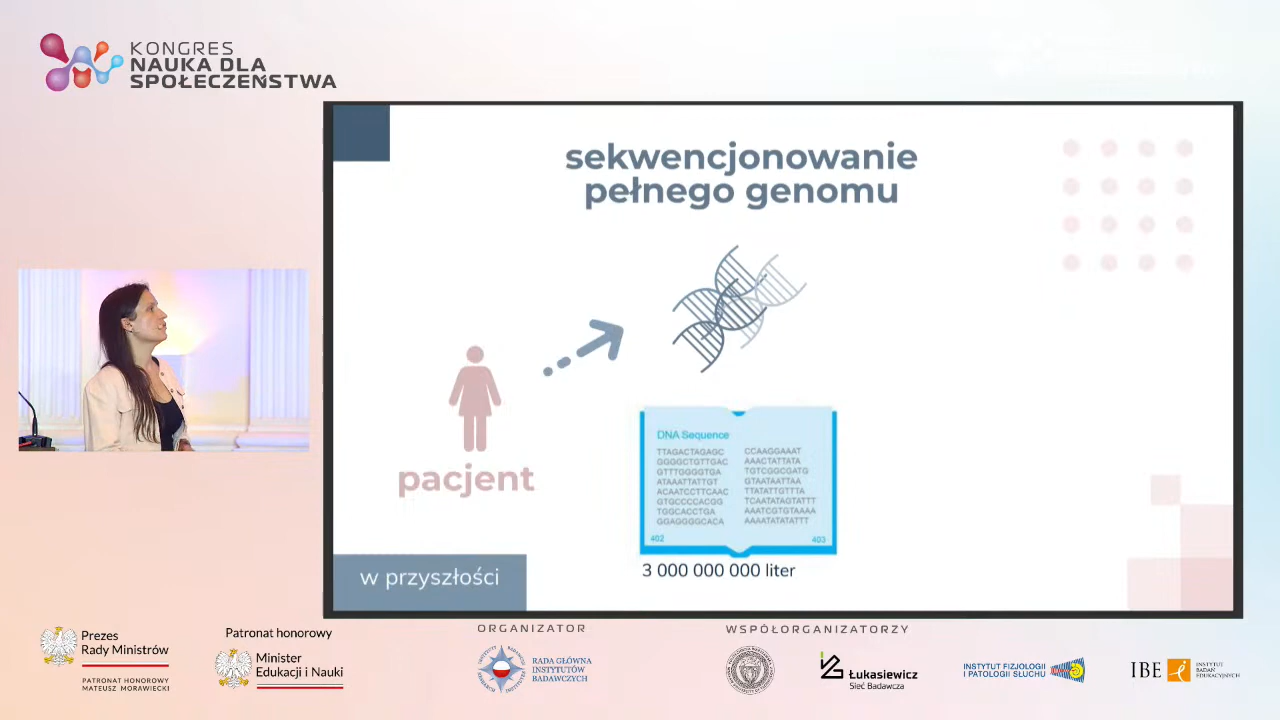 KONGRES
NAUKA DLA
SPOŁECZEŃSTWA
sekwencjonowanie
pełnego genomu
pacjent
DNA Sequence
TTAGACTAGAGC
GGGGCTGTTGAC
GTTTGGGGTGA
ATAAATTATTGT
ACAATCCTTCAAC
GTGCCCCACGG
TGGCACCTGA
GGAGGGGCACA
CCAAGGAAAT
AAACTATTATA
TGTCGGCGATG
GTAATAATTAA
TTATATTGTTTA
TCAATATAGTATTT
AAATCGTGTAAAA
AAAATATATATTT
402
403
3 000 000 000 liter
w przyszłości
Prezes
Rady Ministrów
PATRONAT HONOROWY
MATEUSZ MORAWIECKI
Patronat honorowy
Minister
Edukacji i Nauki
ORGANIZATOR
RADA GŁÓWNA
INSTYTUTÓW
BADAWCZYCH
WSPÓŁORGANIZATORZY
Łukasiewicz
Sieć Badawcza
INSTYTUT FIZJOLOGII
I PATOLOGII SŁUCHU
IBE
INSTYTUT
BADAŃ
EDUKACYJNYCH